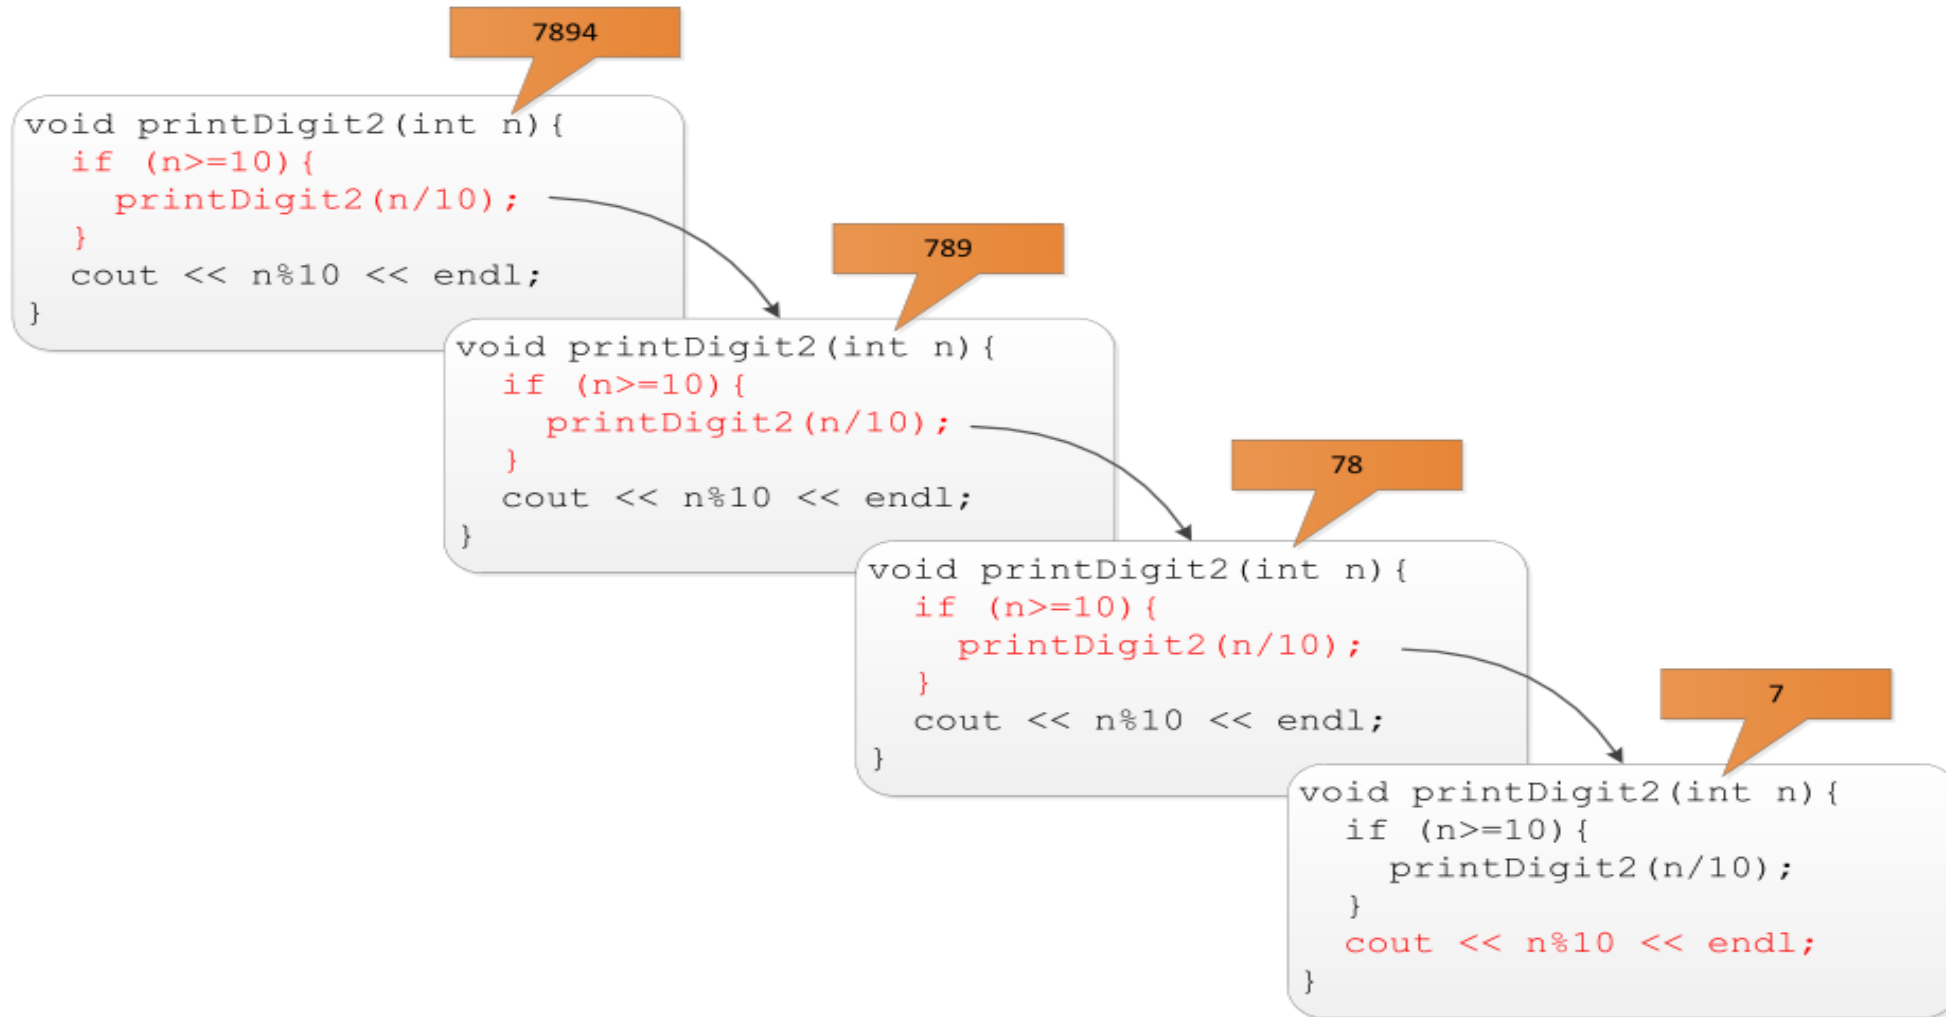 7894
void printDigit2(int n){
  if (n>=10){
    printDigit2(n/10);
  }
  cout << n%10 << endl;
}
789
void printDigit2(int n){
  if (n>=10){
    printDigit2(n/10);
  }
  cout << n%10 << endl;
}
78
void printDigit2(int n){
  if (n>=10){
    printDigit2(n/10);
  }
  cout << n%10 << endl;
}
7
void printDigit2(int n){
  if (n>=10){
    printDigit2(n/10);
  }
  cout << n%10 << endl;
}